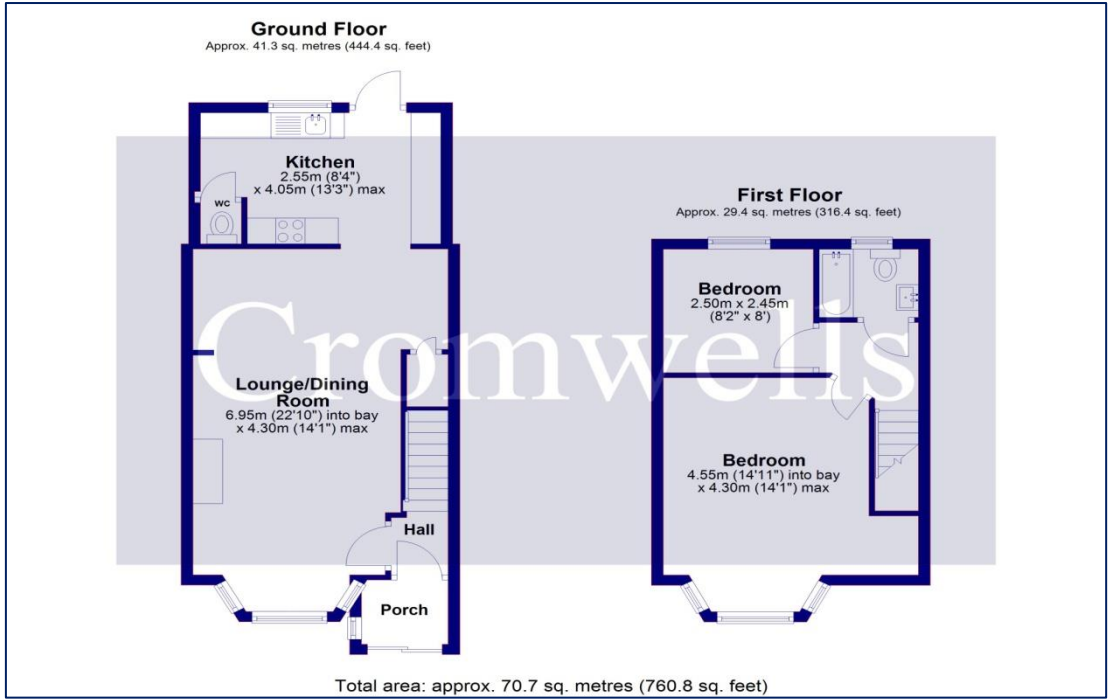 Ground Floor
Approx. 41.3 sq. metres (444.4 sq. feet)
Kitchen
2.55m (8'4")
x 4.05m (13'3") max
wc
Lounge/Dining
Room
6.95m (22'10") into bay
x 4.30m (14'1") max
Hall
Porch
First Floor
Approx. 29.4 sq. metres (316.4 sq. feet)
Bedroom
2.50m x 2.45m
(8'2" x 8')
Bedroom
4.55m (14'11") into bay
x 4.30m (14'1") max
Cromwells
Total area: approx. 70.7 sq. metres (760.8 sq. feet)